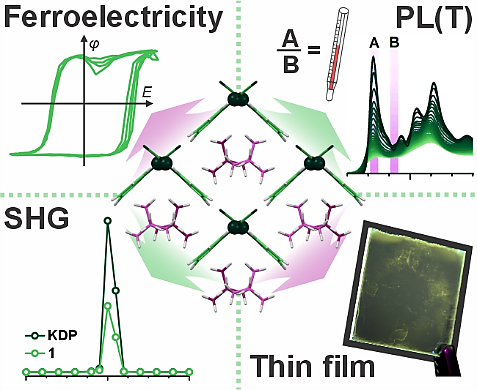 Ferroelectricity
φ
E
PL(T)
A
B
=
A B
SHG
KDP
1
Thin film